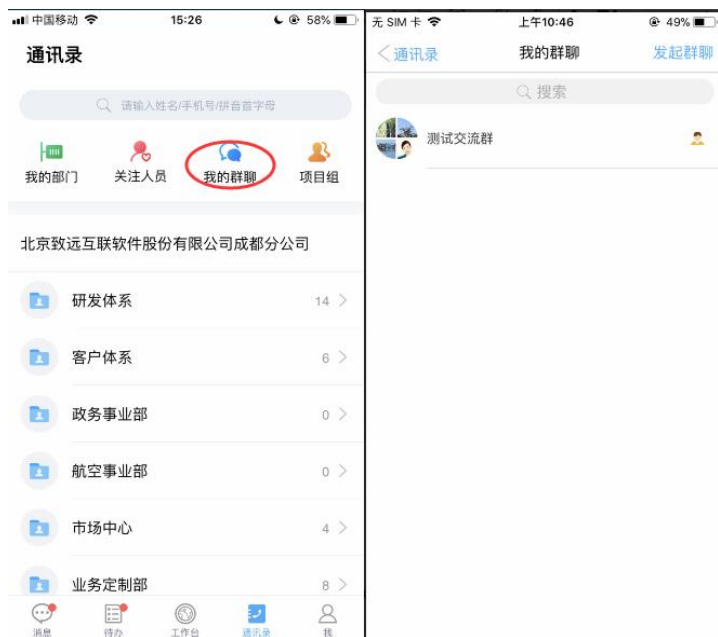 中国移动 15:26 58%
通讯录
请输入姓名/手机号/拼音首字母
我的部门 关注人员 我的群聊 项目组
北京致远互联软件股份有限公司成都分公司
研发体系 14
客户体系 6
政务事业部 0
航空事业部 0
市场中心 4
业务定制部 8
消息 待办 工作台 通讯录 我
无 SIM 卡 上午10:46 49%
通讯录 我的群聊 发起群聊
搜索
测试交流群